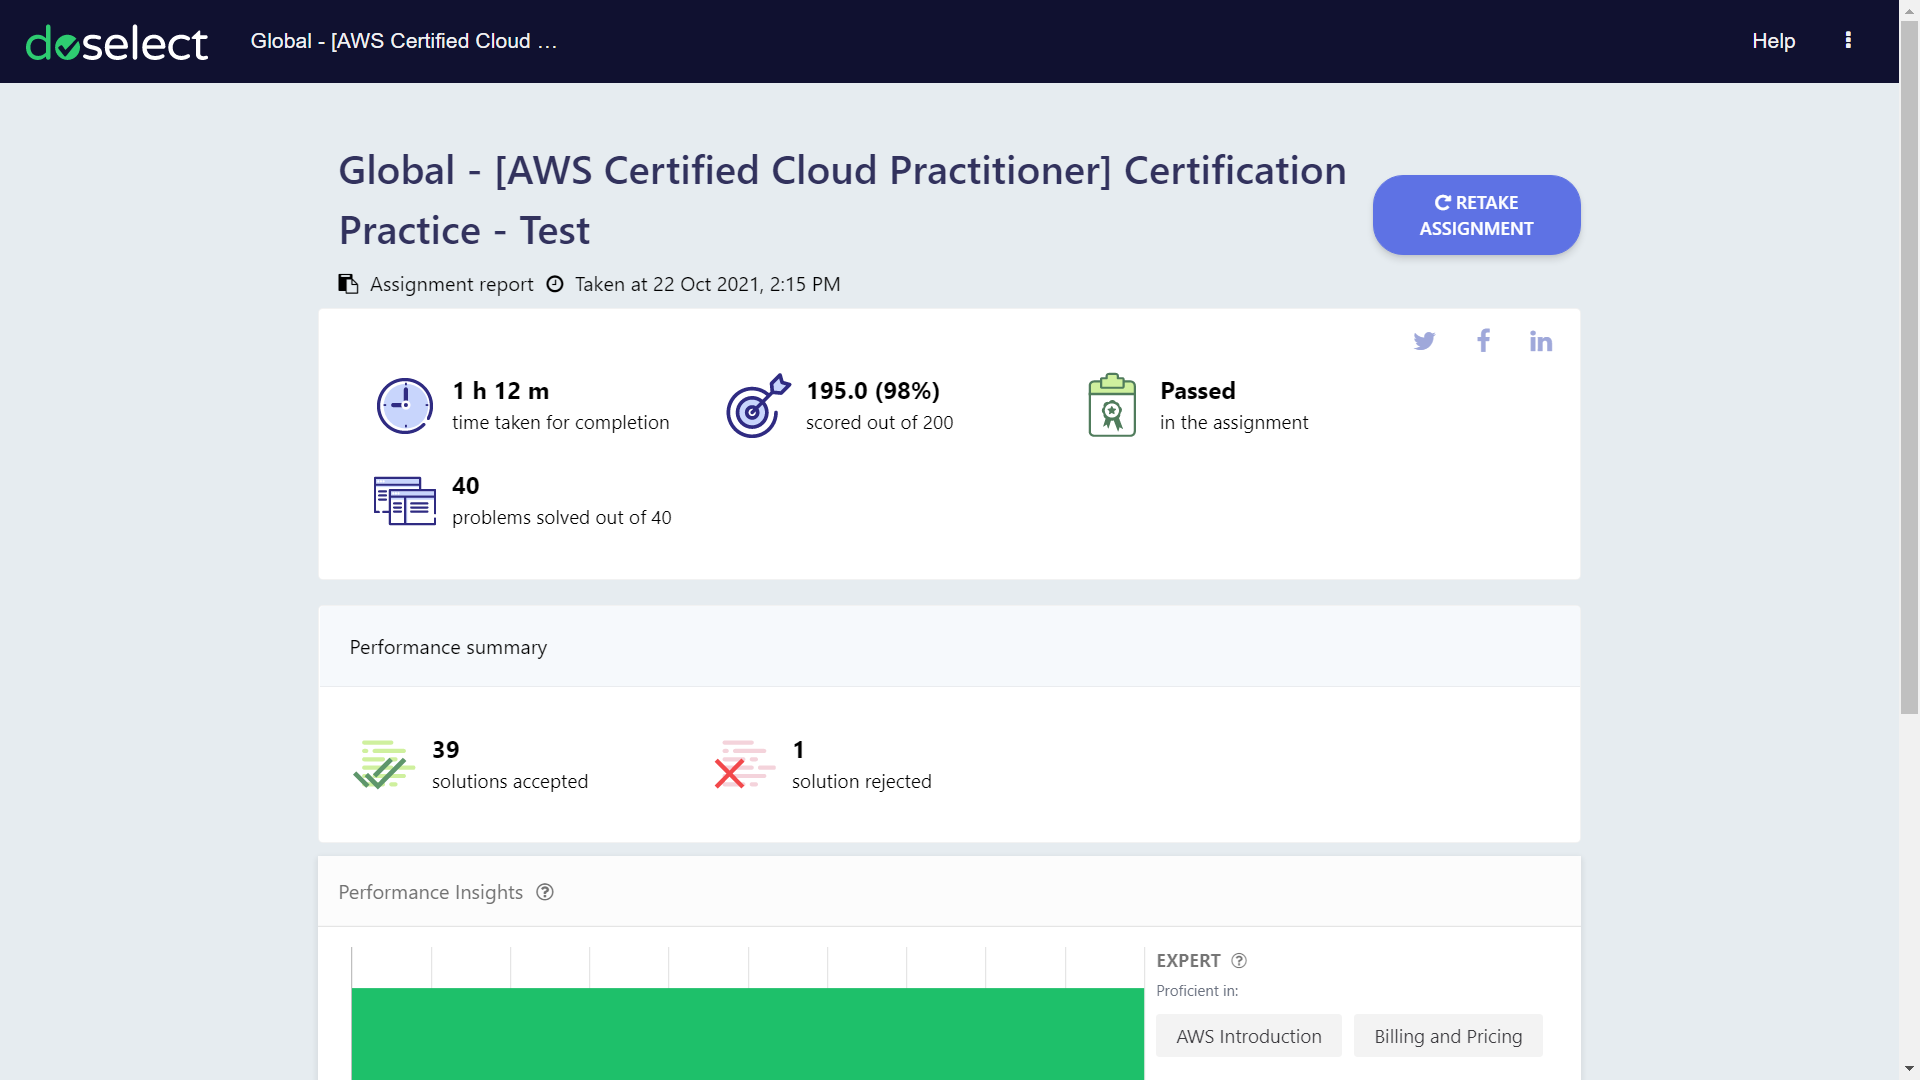 doselect Global - [AWS Certified Cloud ... Help
Global - [AWS Certified Cloud Practitioner] Certification
Practice - Test
RETAKE
ASSIGNMENT
Assignment report Taken at 22 Oct 2021, 2:15 PM
1 h 12 m
time taken for completion
195.0 (98%)
scored out of 200
Passed
in the assignment
40
problems solved out of 40
Performance summary
39
solutions accepted
1
solution rejected
Performance Insights
EXPERT
Proficient in:
AWS Introduction
Billing and Pricing